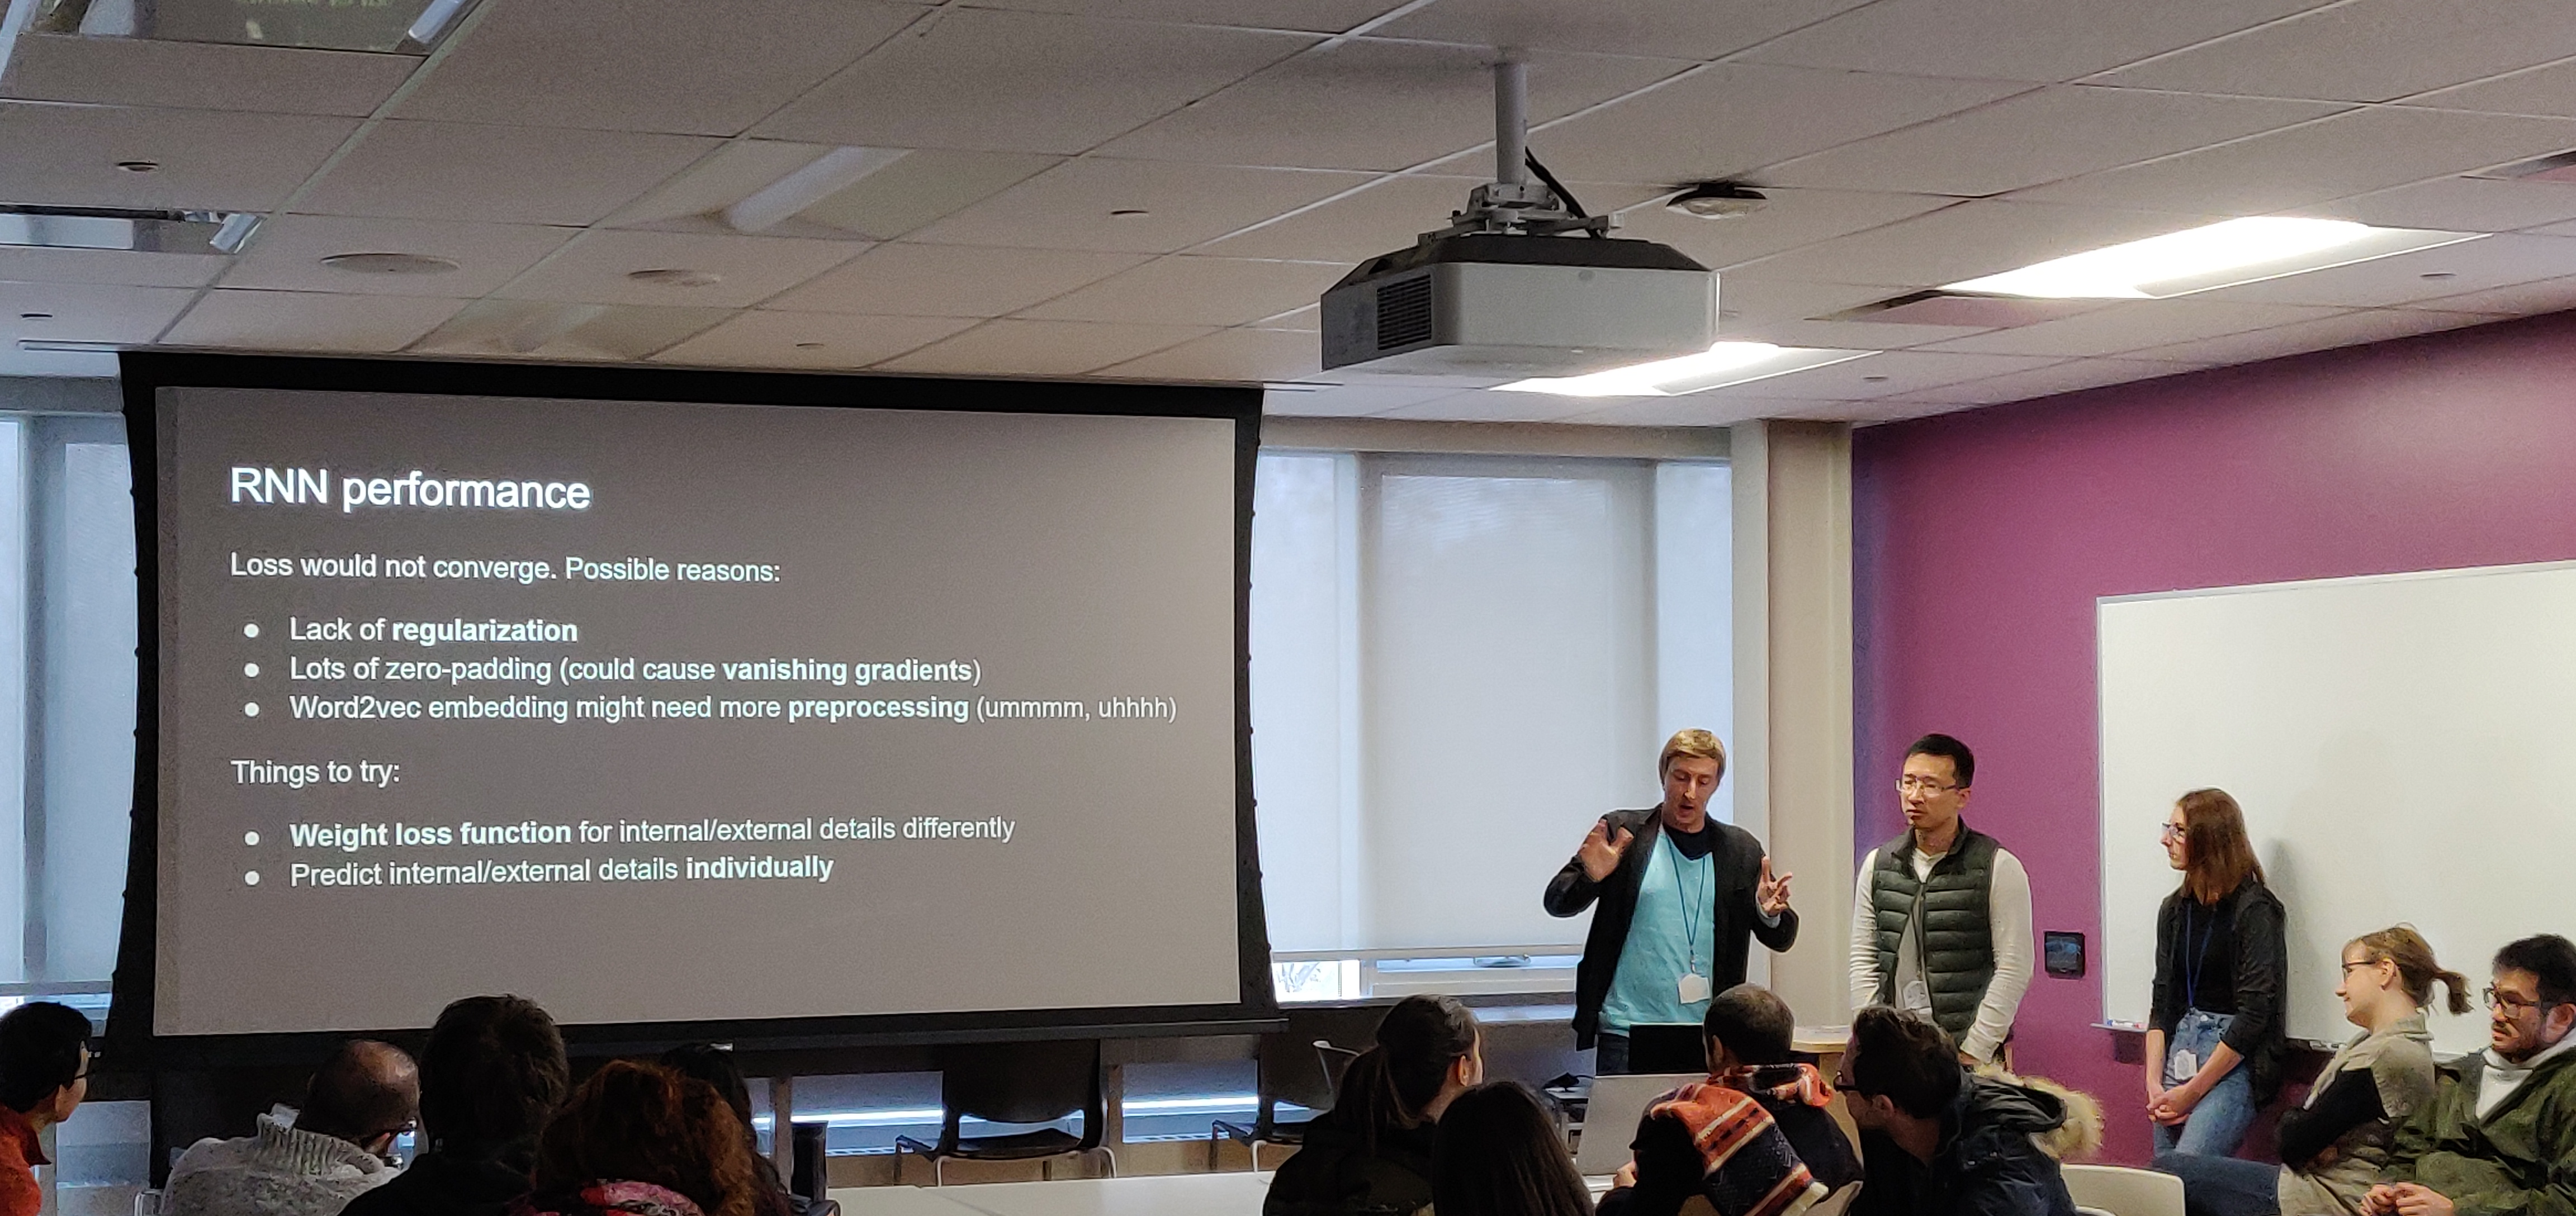 RNN performance
Loss would not converge. Possible reasons:
● Lack of regularization
● Lots of zero-padding (could cause vanishing gradients)
● Word2vec embedding might need more preprocessing (ummmm, uhhhh)
Things to try:
● Weight loss function for internal/external details differently
● Predict internal/external details individually